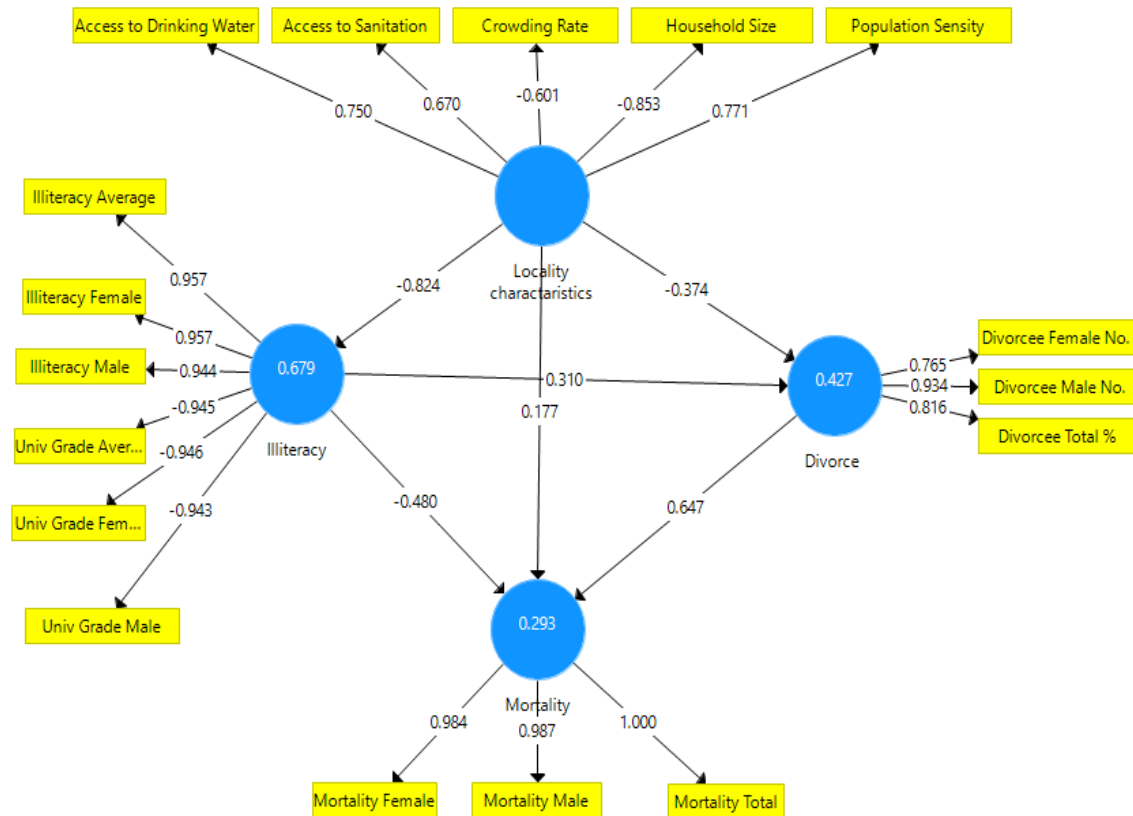 Access to Drinking Water
Access to Sanitation
Crowding Rate
Household Size
Population Sensity
0.750
0.670
-0.601
-0.853
0.771
Illiteracy Average
Illiteracy Female
Illiteracy Male
Univ Grade Aver...
Univ Grade Fem...
Univ Grade Male
0.957
0.957
0.944
-0.945
-0.946
-0.943
Locality
charactaristics
-0.824
-0.374
0.679
Illiteracy
0.310
0.177
0.427
Divorce
0.765
0.934
0.816
Divorcee Female No.
Divorcee Male No.
Divorcee Total %
-0.480
0.647
0.293
Mortality
0.984
0.987
1.000
Mortality Female
Mortality Male
Mortality Total